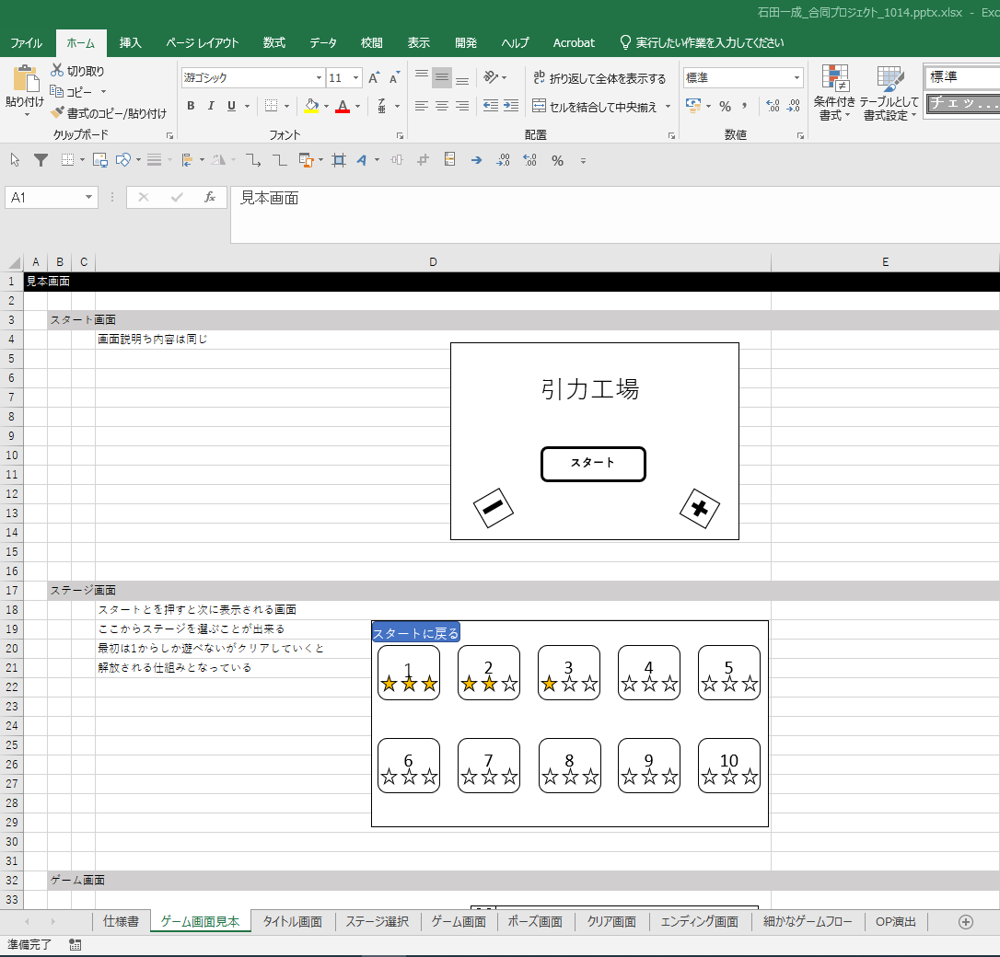 石田一成_合同プロジェクト_1014.pptx.xlsx - Exc
ファイル ホーム 挿入 ページ レイアウト 数式 データ 校閲 表示 開発 ヘルプ Acrobat 実行したい作業を入力してください
貼り付け
切り取り
コピー
書式のコピー/貼り付け
クリップボード
游ゴシック 11
B I U
フォント
折り返して全体を表示する
セルを結合して中央揃え
配置
標準
数値
条件付き書式
テーブルとして書式設定
標準
チェッ...
A1 fx 見本画面
A B C D E
1 見本画面
2
3 スタート画面
4 画面説明ち内容は同じ
5
6
7
8
9
10
11
12
13
14
15
16
引力工場
スタート
17 ステージ画面
18 スタートとを押すと次に表示される画面
19 ここからステージを選ぶことが出来る
20 最初は1からしか遊べないがクリアしていくと
21 解放される仕組みとなっている
22
23
24
25
26
27
28
29
30
31
スタートに戻る
1 2 3 4 5
6 7 8 9 10
32 ゲーム画面
33
仕様書 ゲーム画面見本 タイトル画面 ステージ選択 ゲーム画面 ポーズ画面 クリア画面 エンディング画面 細かなゲームフロー OP演出
準備完了